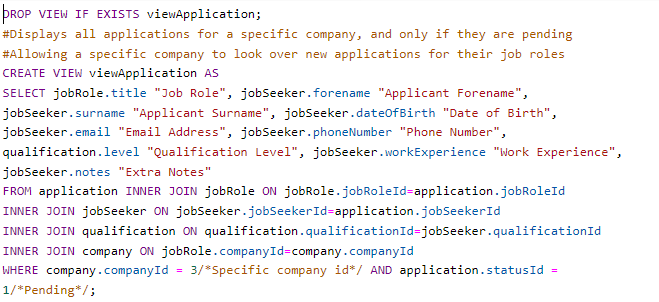 DROP VIEW IF EXISTS viewApplication;
#Displays all applications for a specific company, and only if they are pending
#Allowing a specific company to look over new applications for their job roles
CREATE VIEW viewApplication AS
SELECT jobRole.title "Job Role", jobSeeker.forename "Applicant Forename",
jobSeeker.surname "Applicant Surname", jobSeeker.dateOfBirth "Date of Birth",
jobSeeker.email "Email Address", jobSeeker.phoneNumber "Phone Number",
qualification.level "Qualification Level", jobSeeker.workExperience "Work Experience",
jobSeeker.notes "Extra Notes"
FROM application INNER JOIN jobRole ON jobRole.jobRoleId=application.jobRoleId
INNER JOIN jobSeeker ON jobSeeker.jobSeekerId=application.jobSeekerId
INNER JOIN qualification ON qualification.qualificationId=jobSeeker.qualificationId
INNER JOIN company ON jobRole.companyId=company.companyId
WHERE company.companyId = 3/*Specific company id*/ AND application.statusId =
1/*Pending*/;